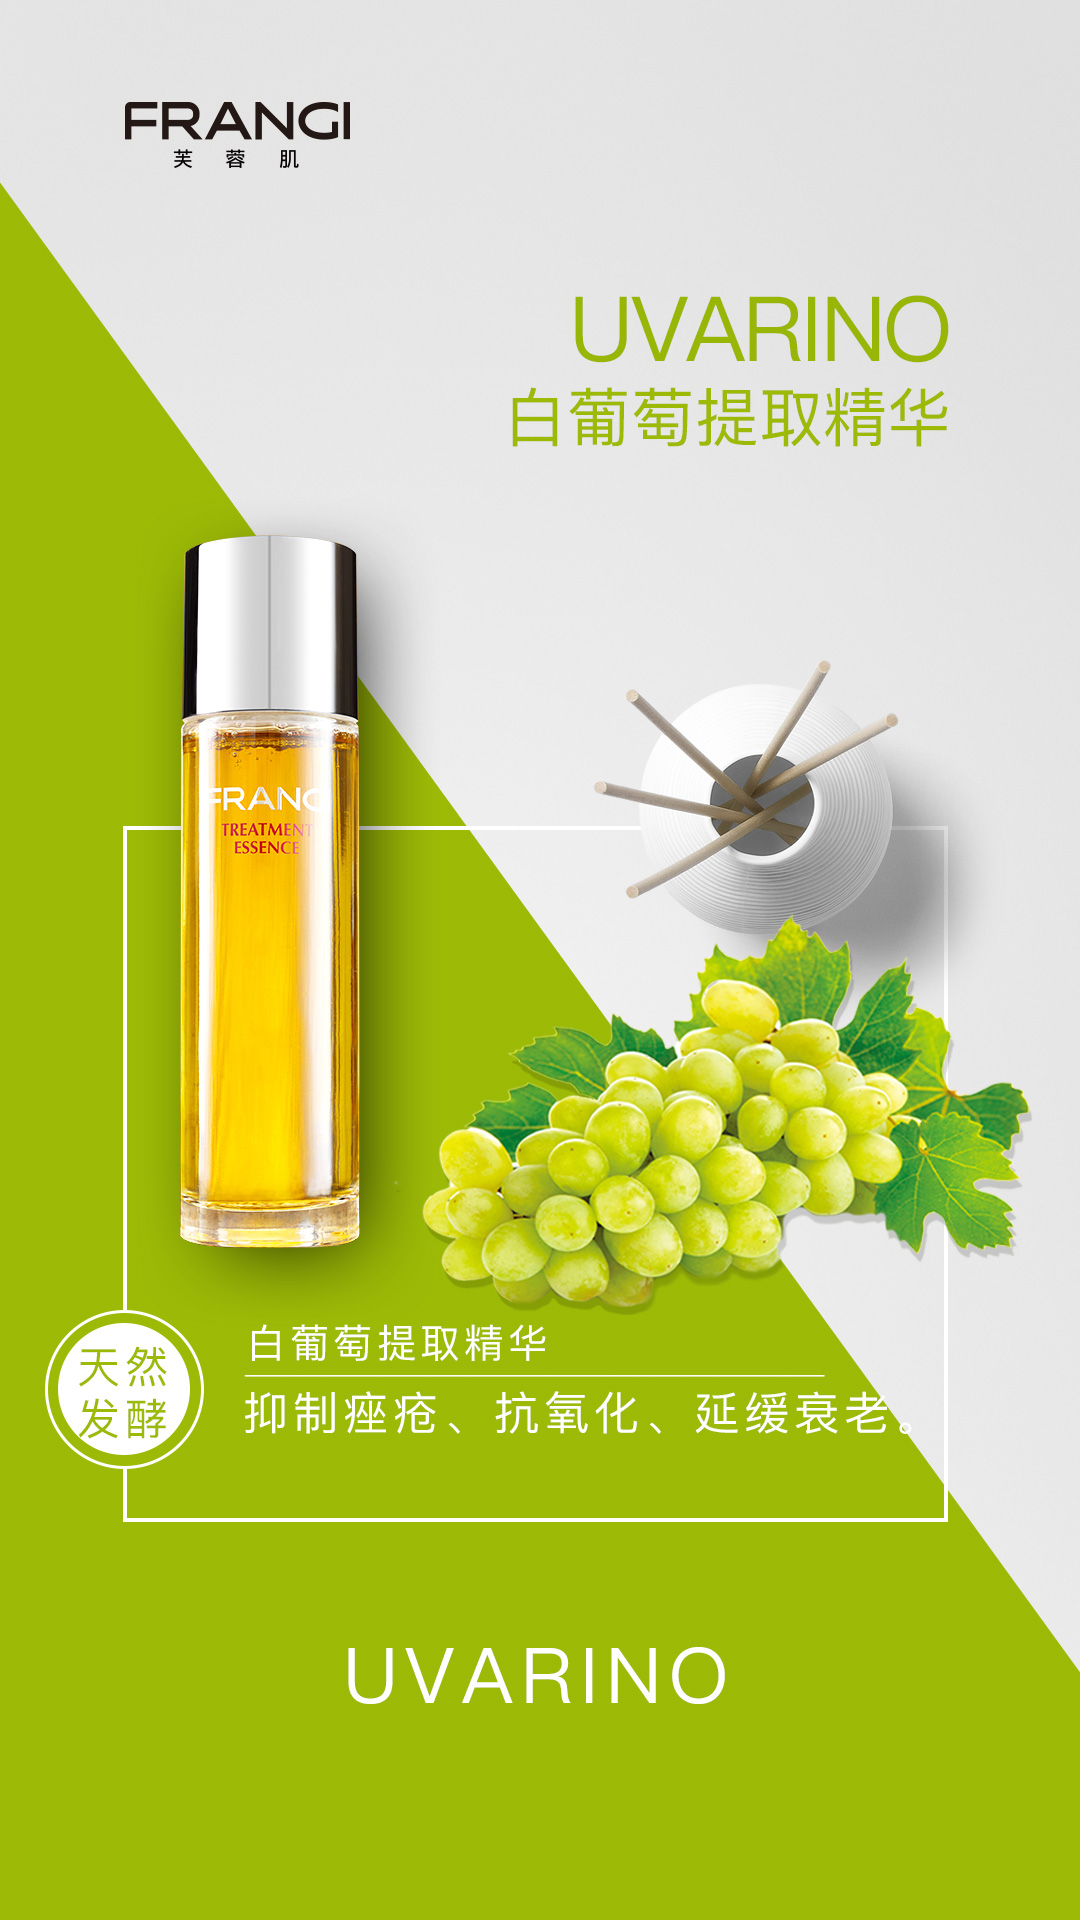 FRANGI
芙蓉肌
UVARINO
白葡萄提取精华
FRANG
TREATMENT
ESSENCE
白葡萄提取精华
抑制痤疮、抗氧化、延缓衰老。
天然
发酵
UVARINO